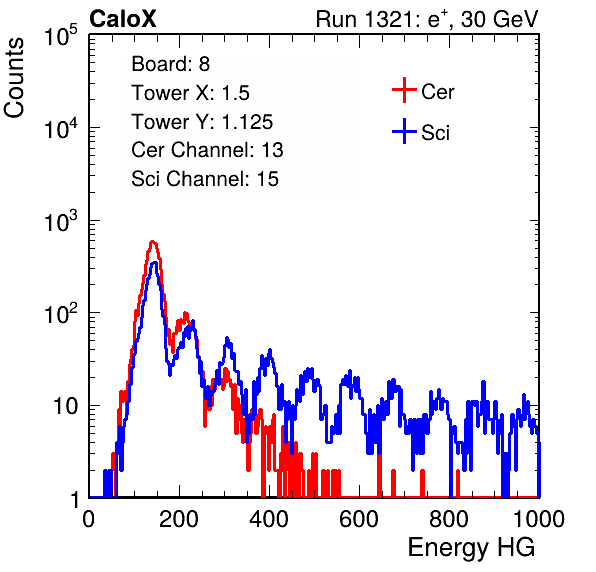 CaloX Run 1321: e⁺, 30 GeV
Counts
10⁵
10⁴
10³
10²
10
1
Board: 8
Tower X: 1.5
Tower Y: 1.125
Cer Channel: 13
Sci Channel: 15
Cer
Sci
0 200 400 600 800 1000
Energy HG